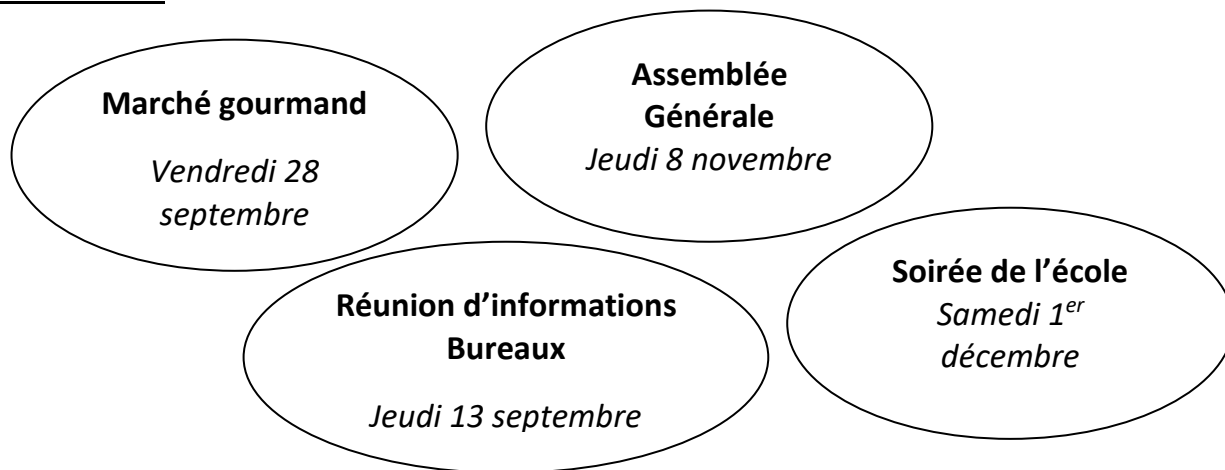 Marché gourmand
Vendredi 28
septembre
Assemblée
Générale
Jeudi 8 novembre
Réunion d’informations
Bureaux
Jeudi 13 septembre
Soirée de l’école
Samedi 1er
décembre